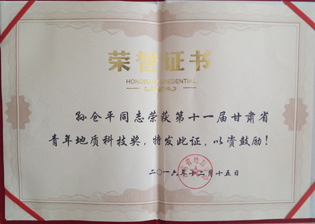 荣誉证书
HONORARY CREDENTIAL
孙仓平同志荣获第十一届甘肃省
青年地质科技奖，特发此证，以资鼓励！
二〇一六年十二月十五日